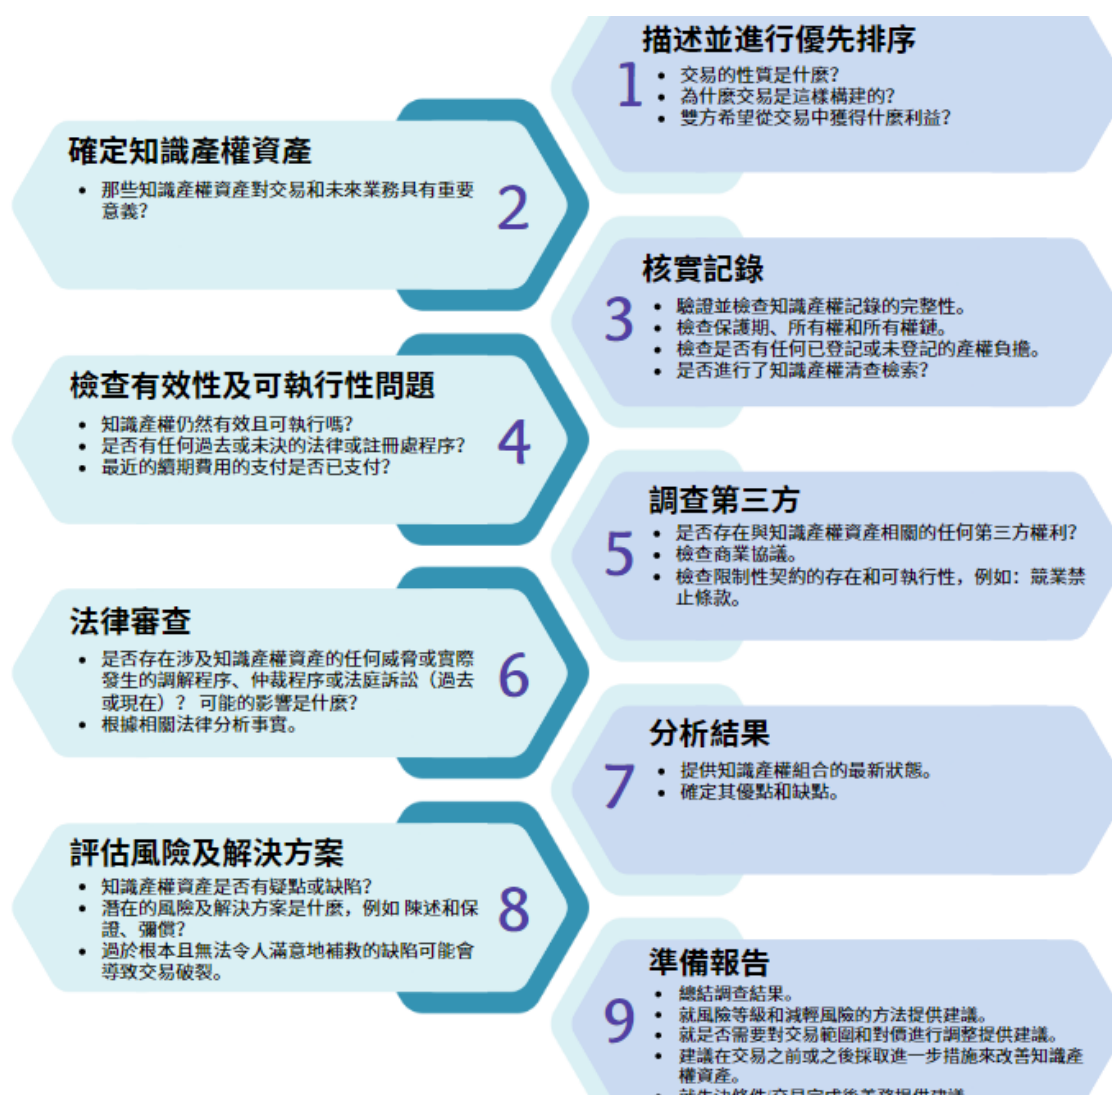 描述並進行優先排序
1
• 交易的性質是什麼?
• 為什麼交易是這樣構建的?
• 雙方希望從交易中獲得什麼利益?
確定知識產權資產
• 那些知識產權資產對交易和未來業務具有重要
意義?
2
核實記錄
3
• 驗證並檢查知識產權記錄的完整性。
• 檢查保護期、所有權和所有權鏈。
• 檢查是否有任何已登記或未登記的產權負擔。
• 是否進行了知識產權清查檢索?
檢查有效性及可執行性問題
• 知識產權仍然有效且可執行嗎?
• 是否有任何過去或未決的法律或註冊處程序?
• 最近的續期費用的支付是否已支付?
4
調查第三方
5
• 是否存在與知識產權資產相關的任何第三方權利?
• 檢查商業協議。
• 檢查限制性契約的存在和可執行性，例如：競業禁
止條款。
法律審查
• 是否存在涉及知識產權資產的任何威脅或實際
發生的調解程序、仲裁程序或法庭訴訟（過去
或現在）? 可能的影響是什麼?
• 根據相關法律分析事實。
6
分析結果
7
• 提供知識產權組合的最新狀態。
• 確定其優點和缺點。
評估風險及解決方案
• 知識產權資產是否有疑點或缺陷?
• 潛在的風險及解決方案是什麼，例如 陳述和保
證、彌償?
• 過於根本且無法令人滿意地補救的缺陷可能會
導致交易破裂。
8
準備報告
9
• 總結調查結果。
• 就風險等級和減輕風險的方法提供建議。
• 就是否需要對交易範圍和對價進行調整提供建議。
• 建議在交易之前或之後採取進一步措施來改善知識產
權資產。
• 就先決條件/交易完成後義務提供建議